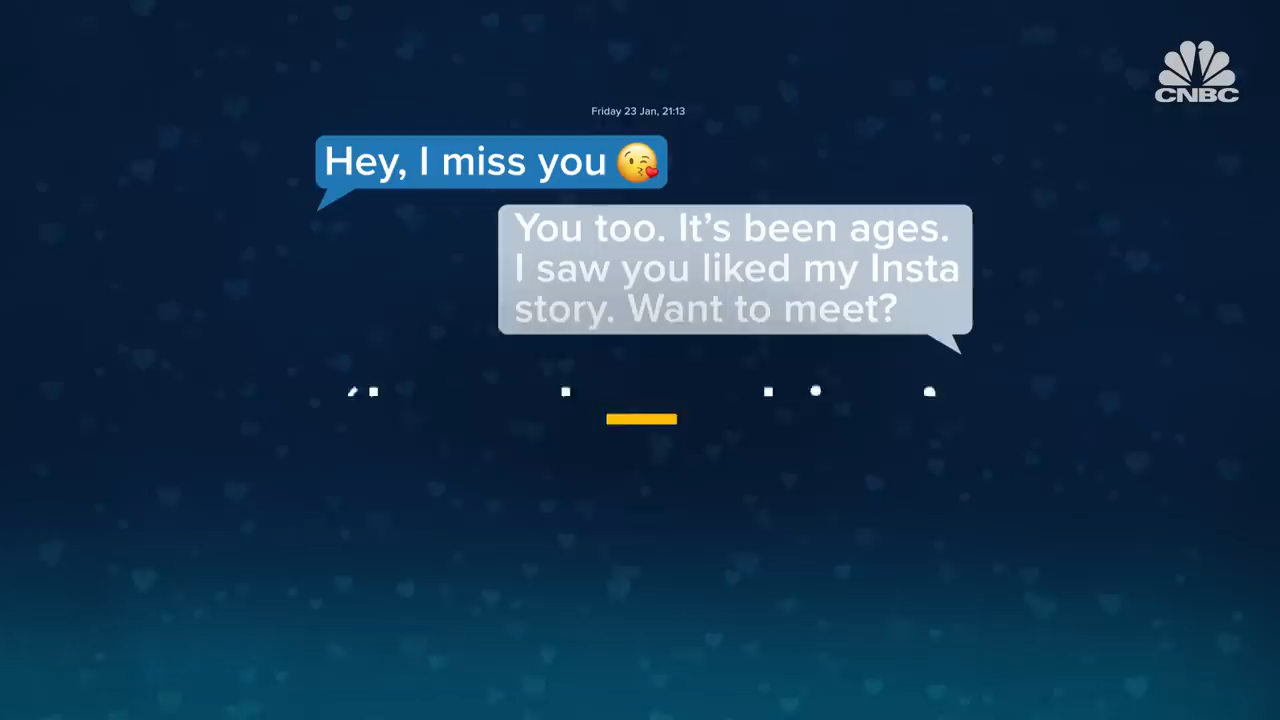 CNBC
Friday 23 Jan, 21:13
Hey, I miss you 😘
You too. It’s been ages.
I saw you liked my Insta
story. Want to meet?